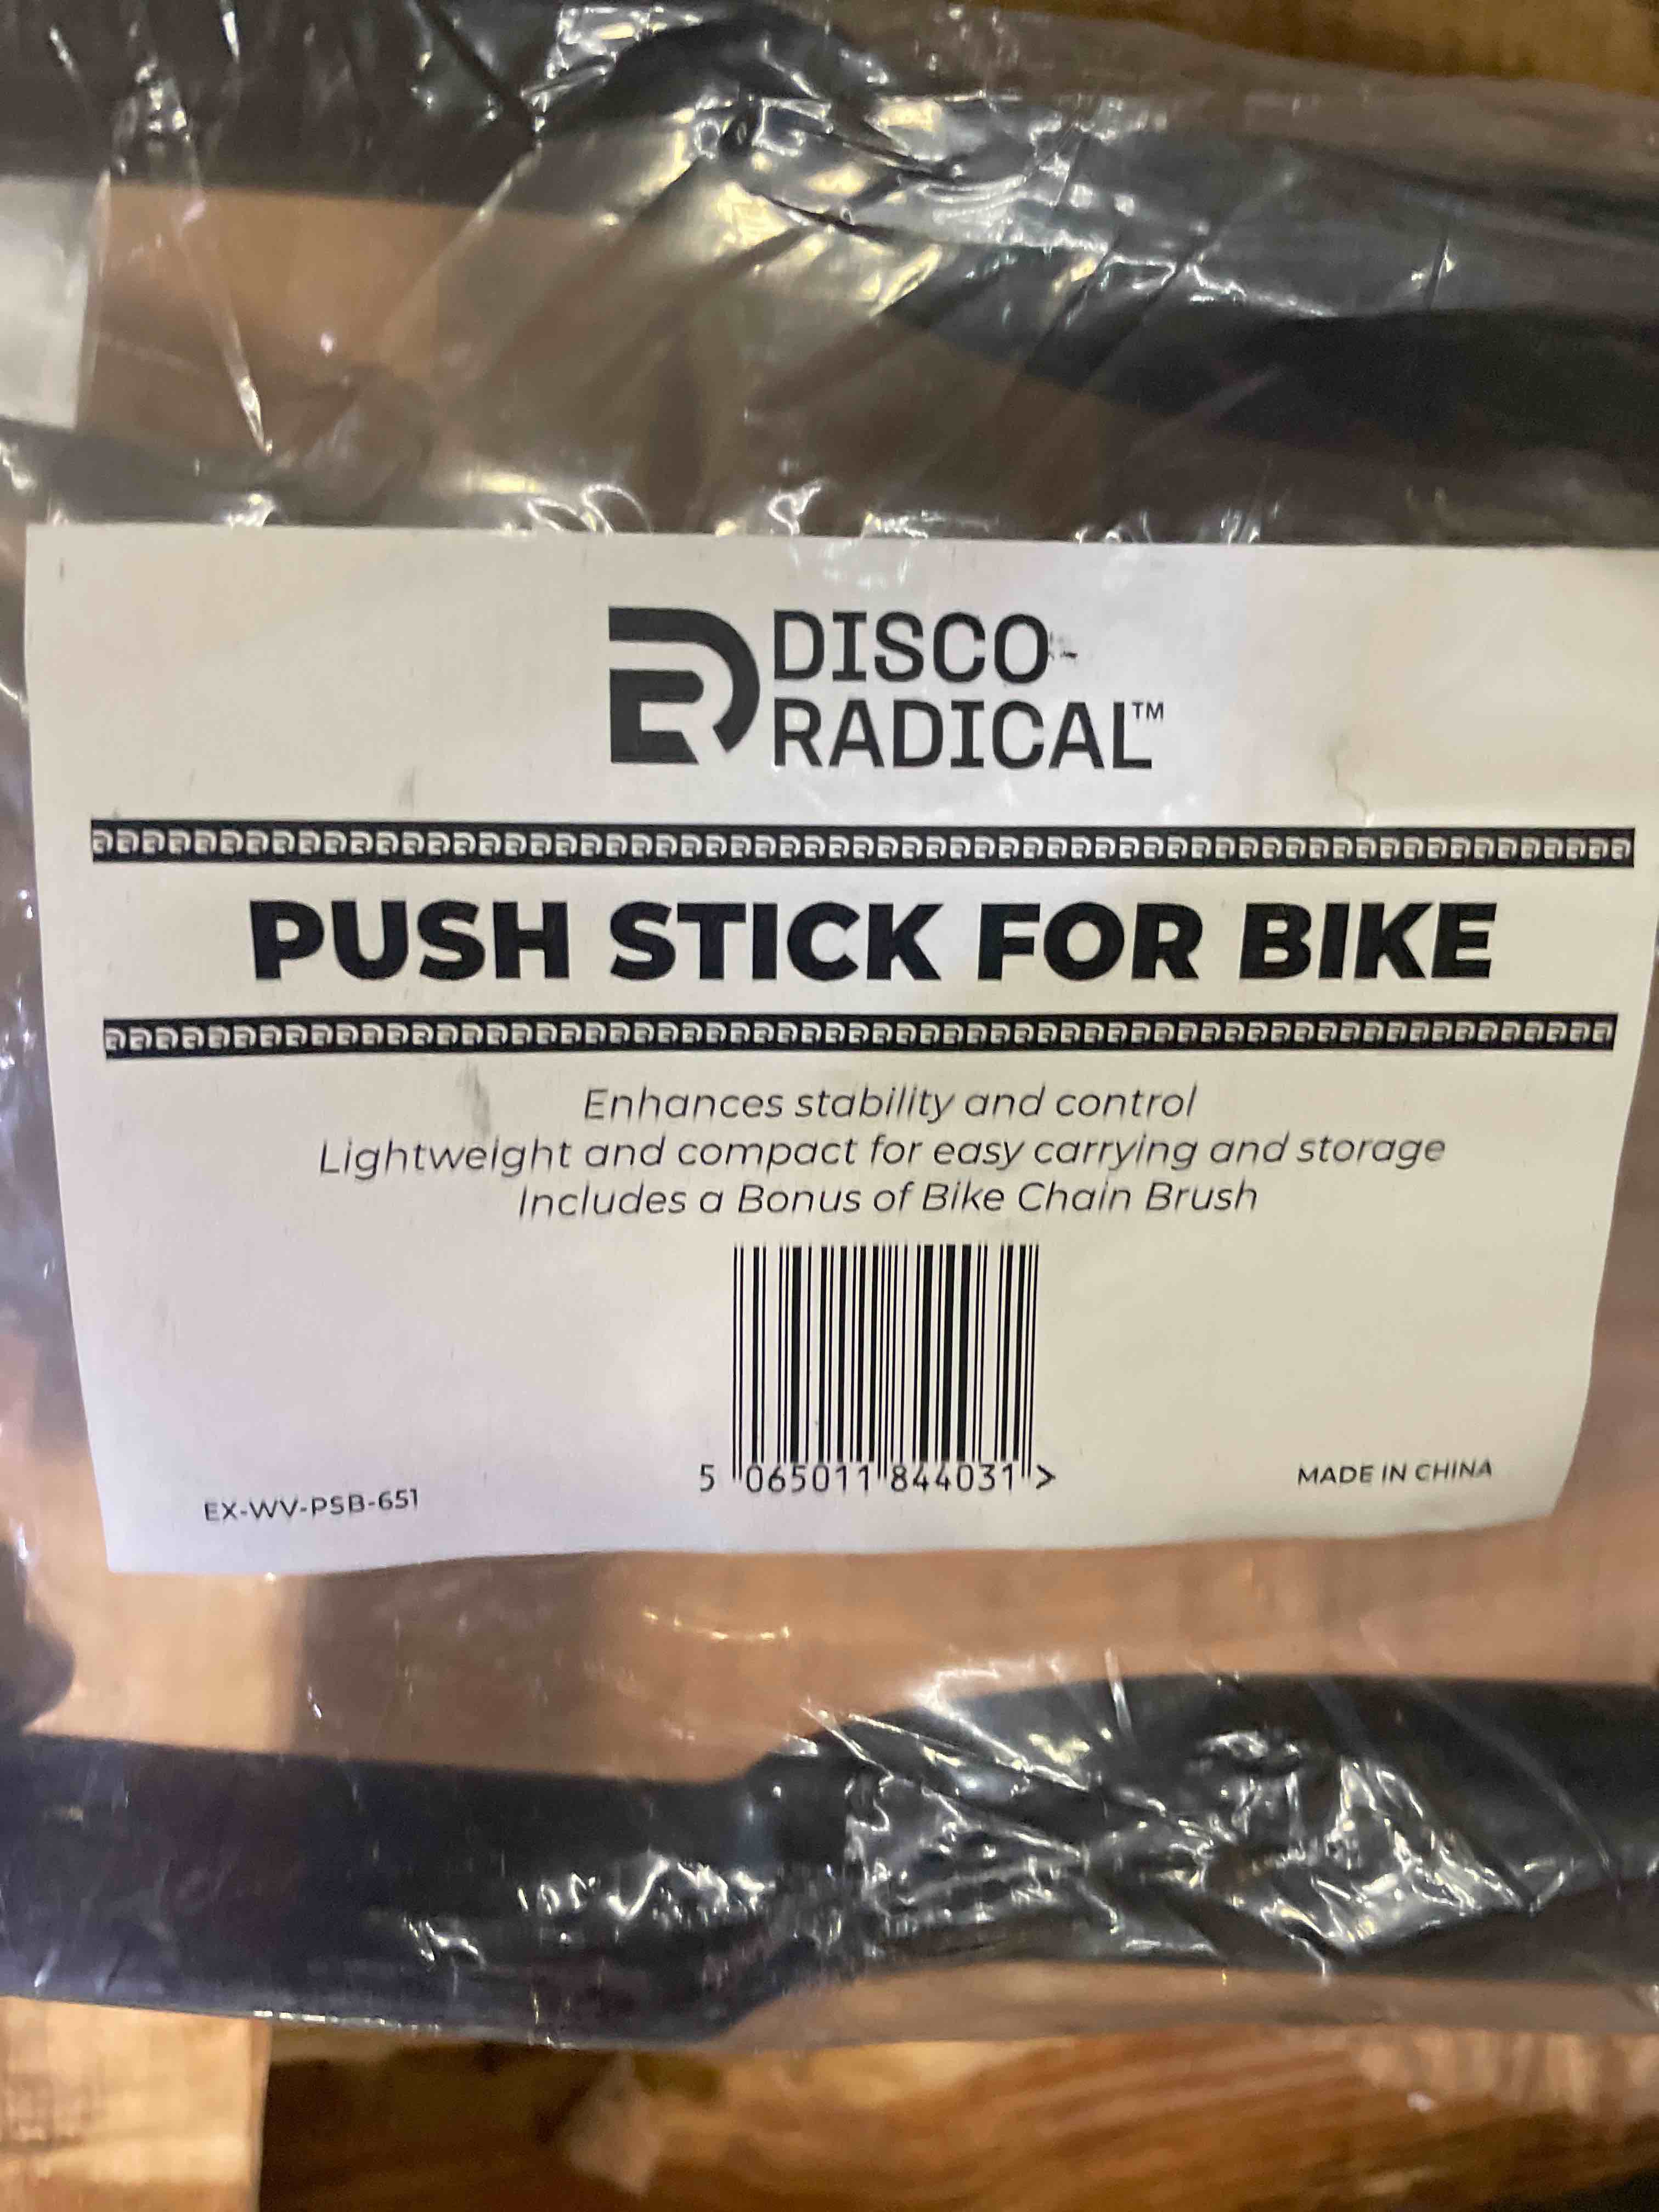 DISCO
RADICAL™
PUSH STICK FOR BIKE
Enhances stability and control
Lightweight and compact for easy carrying and storage
Includes a Bonus of Bike Chain Brush
5 065011 844031 >
EX-WV-PSB-651
MADE IN CHINA